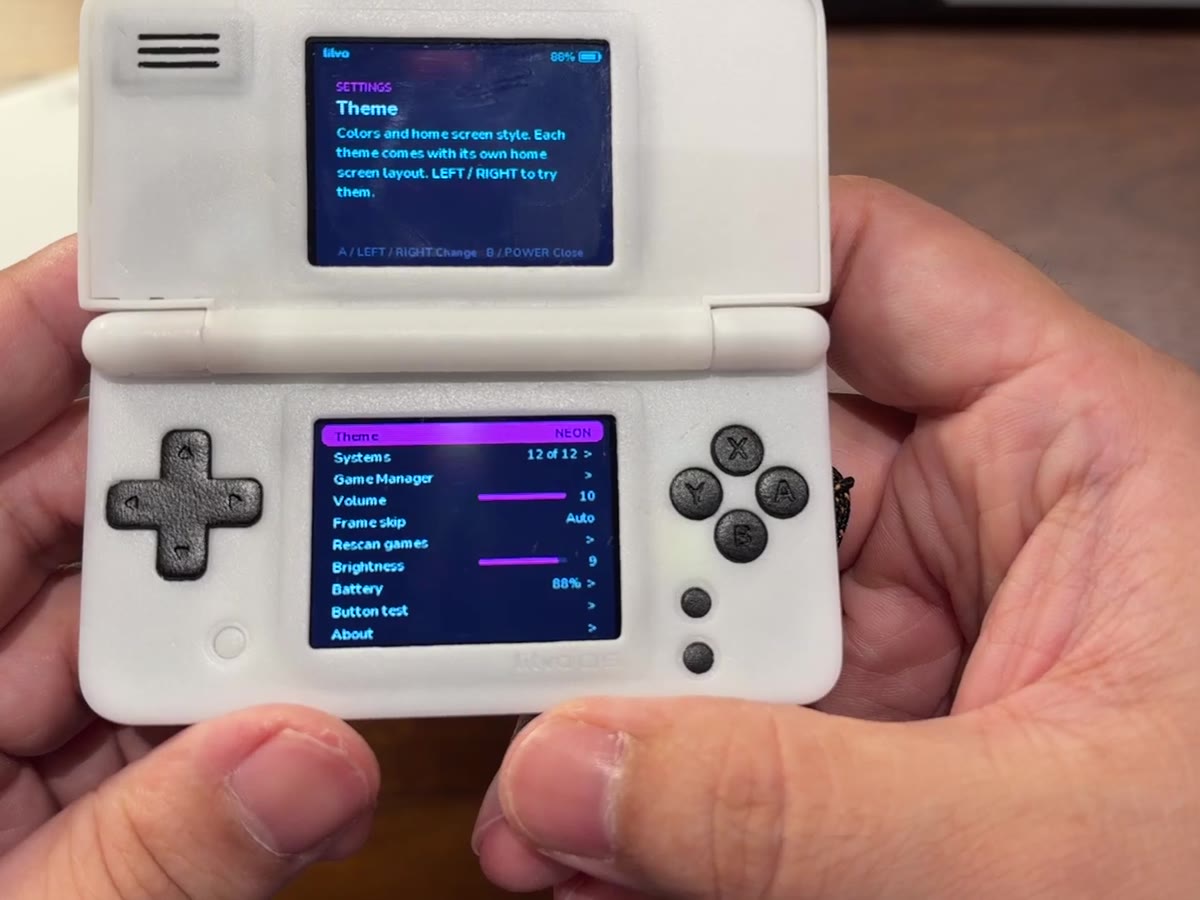 lilvo
88%
SETTINGS
Theme
Colors and home screen style. Each
theme comes with its own home
screen layout. LEFT / RIGHT to try
them.
A / LEFT / RIGHT Change B / POWER Close
Theme NEON
Systems 12 of 12 >
Game Manager >
Volume 10
Frame skip Auto
Rescan games >
Brightness 9
Battery 88% >
Button test >
About >
X
Y A
B